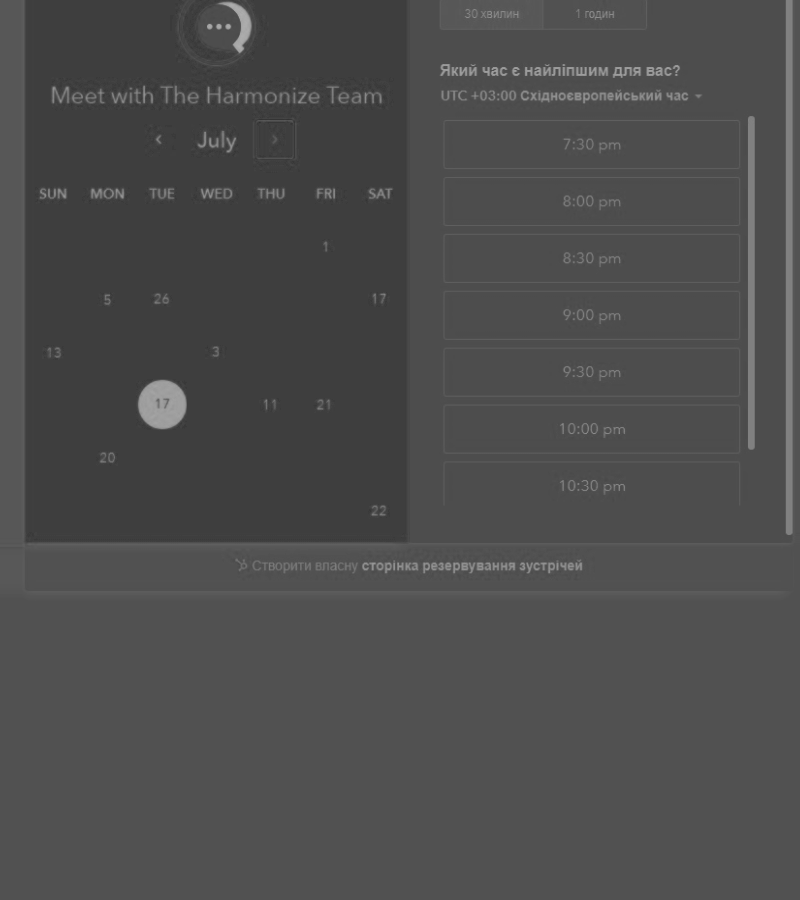 Meet with The Harmonize Team
July
SUN MON TUE WED THU FRI SAT
1
5 26 17
13 3
17 11 21
20
22
30 хвилин 1 годин
Який час є найліпшим для вас?
UTC +03:00 Східноєвропейський час
7:30 pm
8:00 pm
8:30 pm
9:00 pm
9:30 pm
10:00 pm
10:30 pm
Створити власну сторінка резервування зустрічей